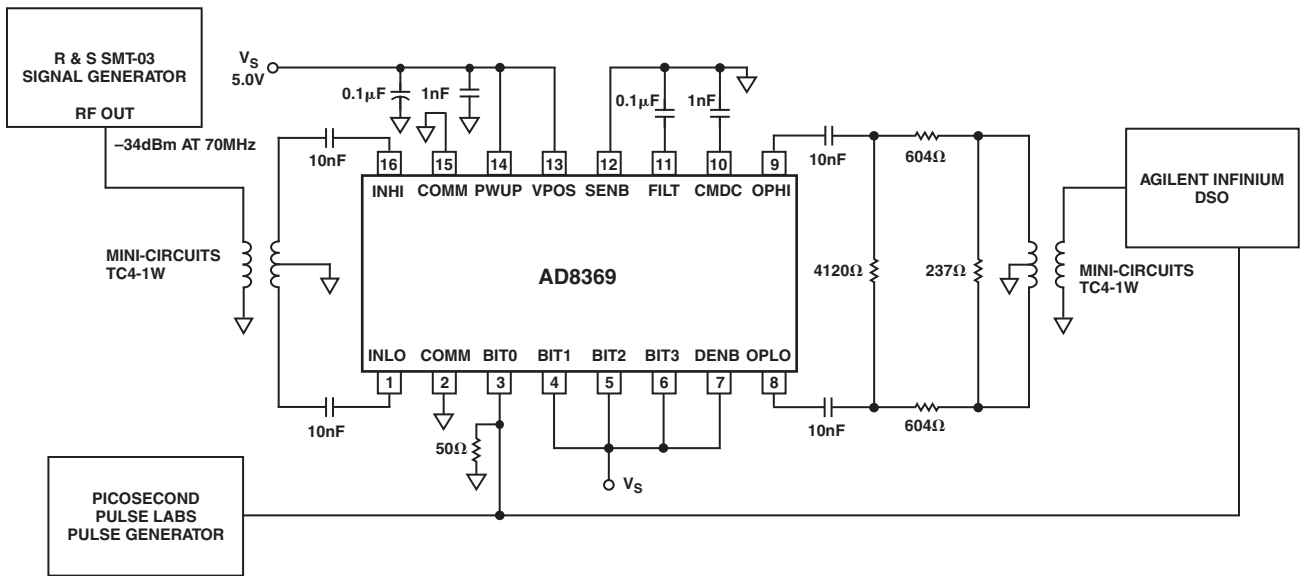 R & S SMT-03
SIGNAL GENERATOR
RF OUT
–34dBm AT 70MHz
VS
5.0V
0.1µF
1nF
0.1µF
1nF
10nF
10nF
604Ω
16
15
14
13
12
11
10
9
INHI
COMM
PWUP
VPOS
SENB
FILT
CMDC
OPHI
AGILENT INFINIUM
DSO
MINI-CIRCUITS
TC4-1W
AD8369
4120Ω
237Ω
MINI-CIRCUITS
TC4-1W
INLO
COMM
BIT0
BIT1
BIT2
BIT3
DENB
OPLO
1
2
3
4
5
6
7
8
10nF
10nF
604Ω
50Ω
VS
PICOSECOND
PULSE LABS
PULSE GENERATOR